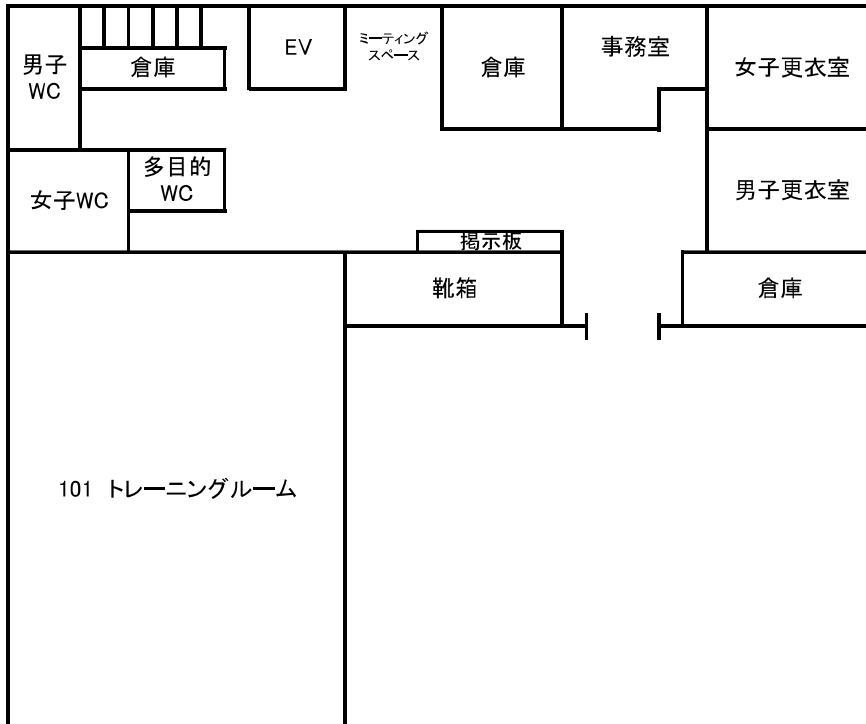 男子
WC
倉庫
EV
ミーティング
スペース
倉庫
事務室
女子更衣室
女子WC
多目的
WC
男子更衣室
掲示板
靴箱
倉庫
101 トレーニングルーム